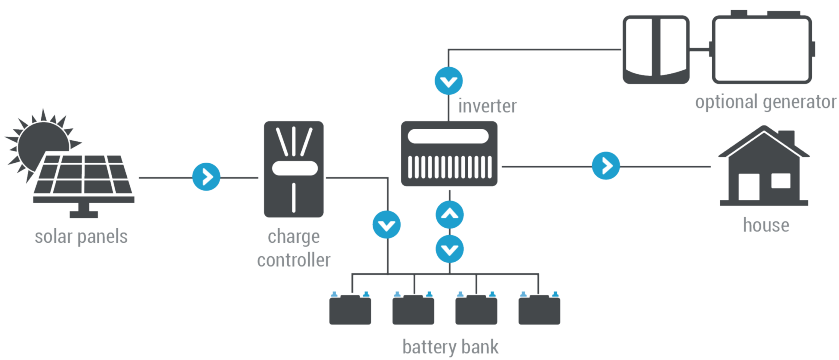 optional generator
inverter
solar panels
charge
controller
house
battery bank